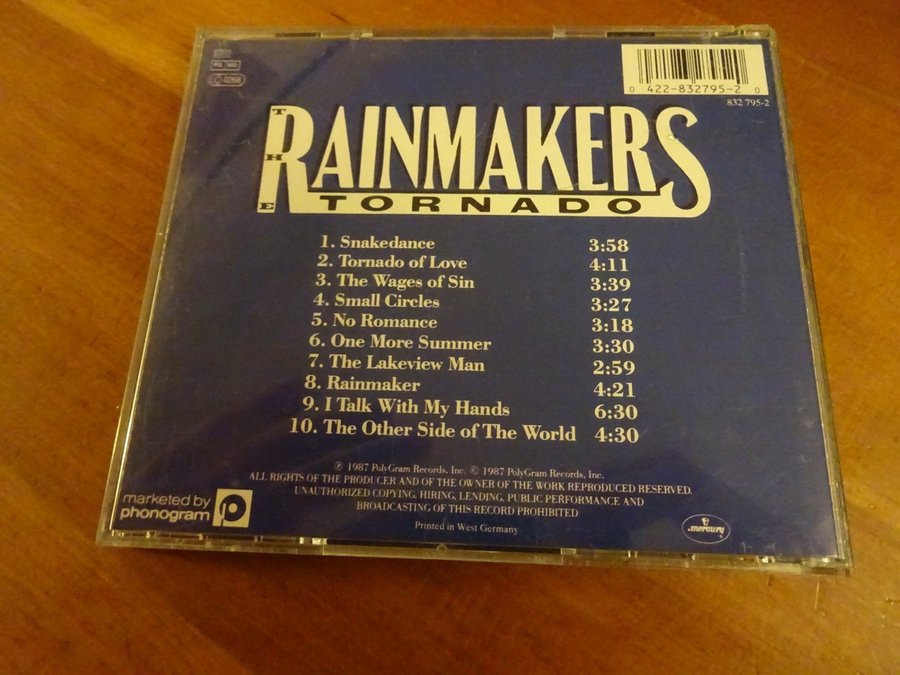 PG 835
LC 0268
0 422-832795-2 0
832 795-2
THE
RAINMAKERS
TORNADO
1. Snakedance 3:58
2. Tornado of Love 4:11
3. The Wages of Sin 3:39
4. Small Circles 3:27
5. No Romance 3:18
6. One More Summer 3:30
7. The Lakeview Man 2:59
8. Rainmaker 4:21
9. I Talk With My Hands 6:30
10. The Other Side of The World 4:30
℗ 1987 PolyGram Records, Inc. © 1987 PolyGram Records, Inc.
ALL RIGHTS OF THE PRODUCER AND OF THE OWNER OF THE WORK REPRODUCED RESERVED.
UNAUTHORIZED COPYING, HIRING, LENDING, PUBLIC PERFORMANCE AND
BROADCASTING OF THIS RECORD PROHIBITED
Printed in West Germany
marketed by
phonogram
mercury